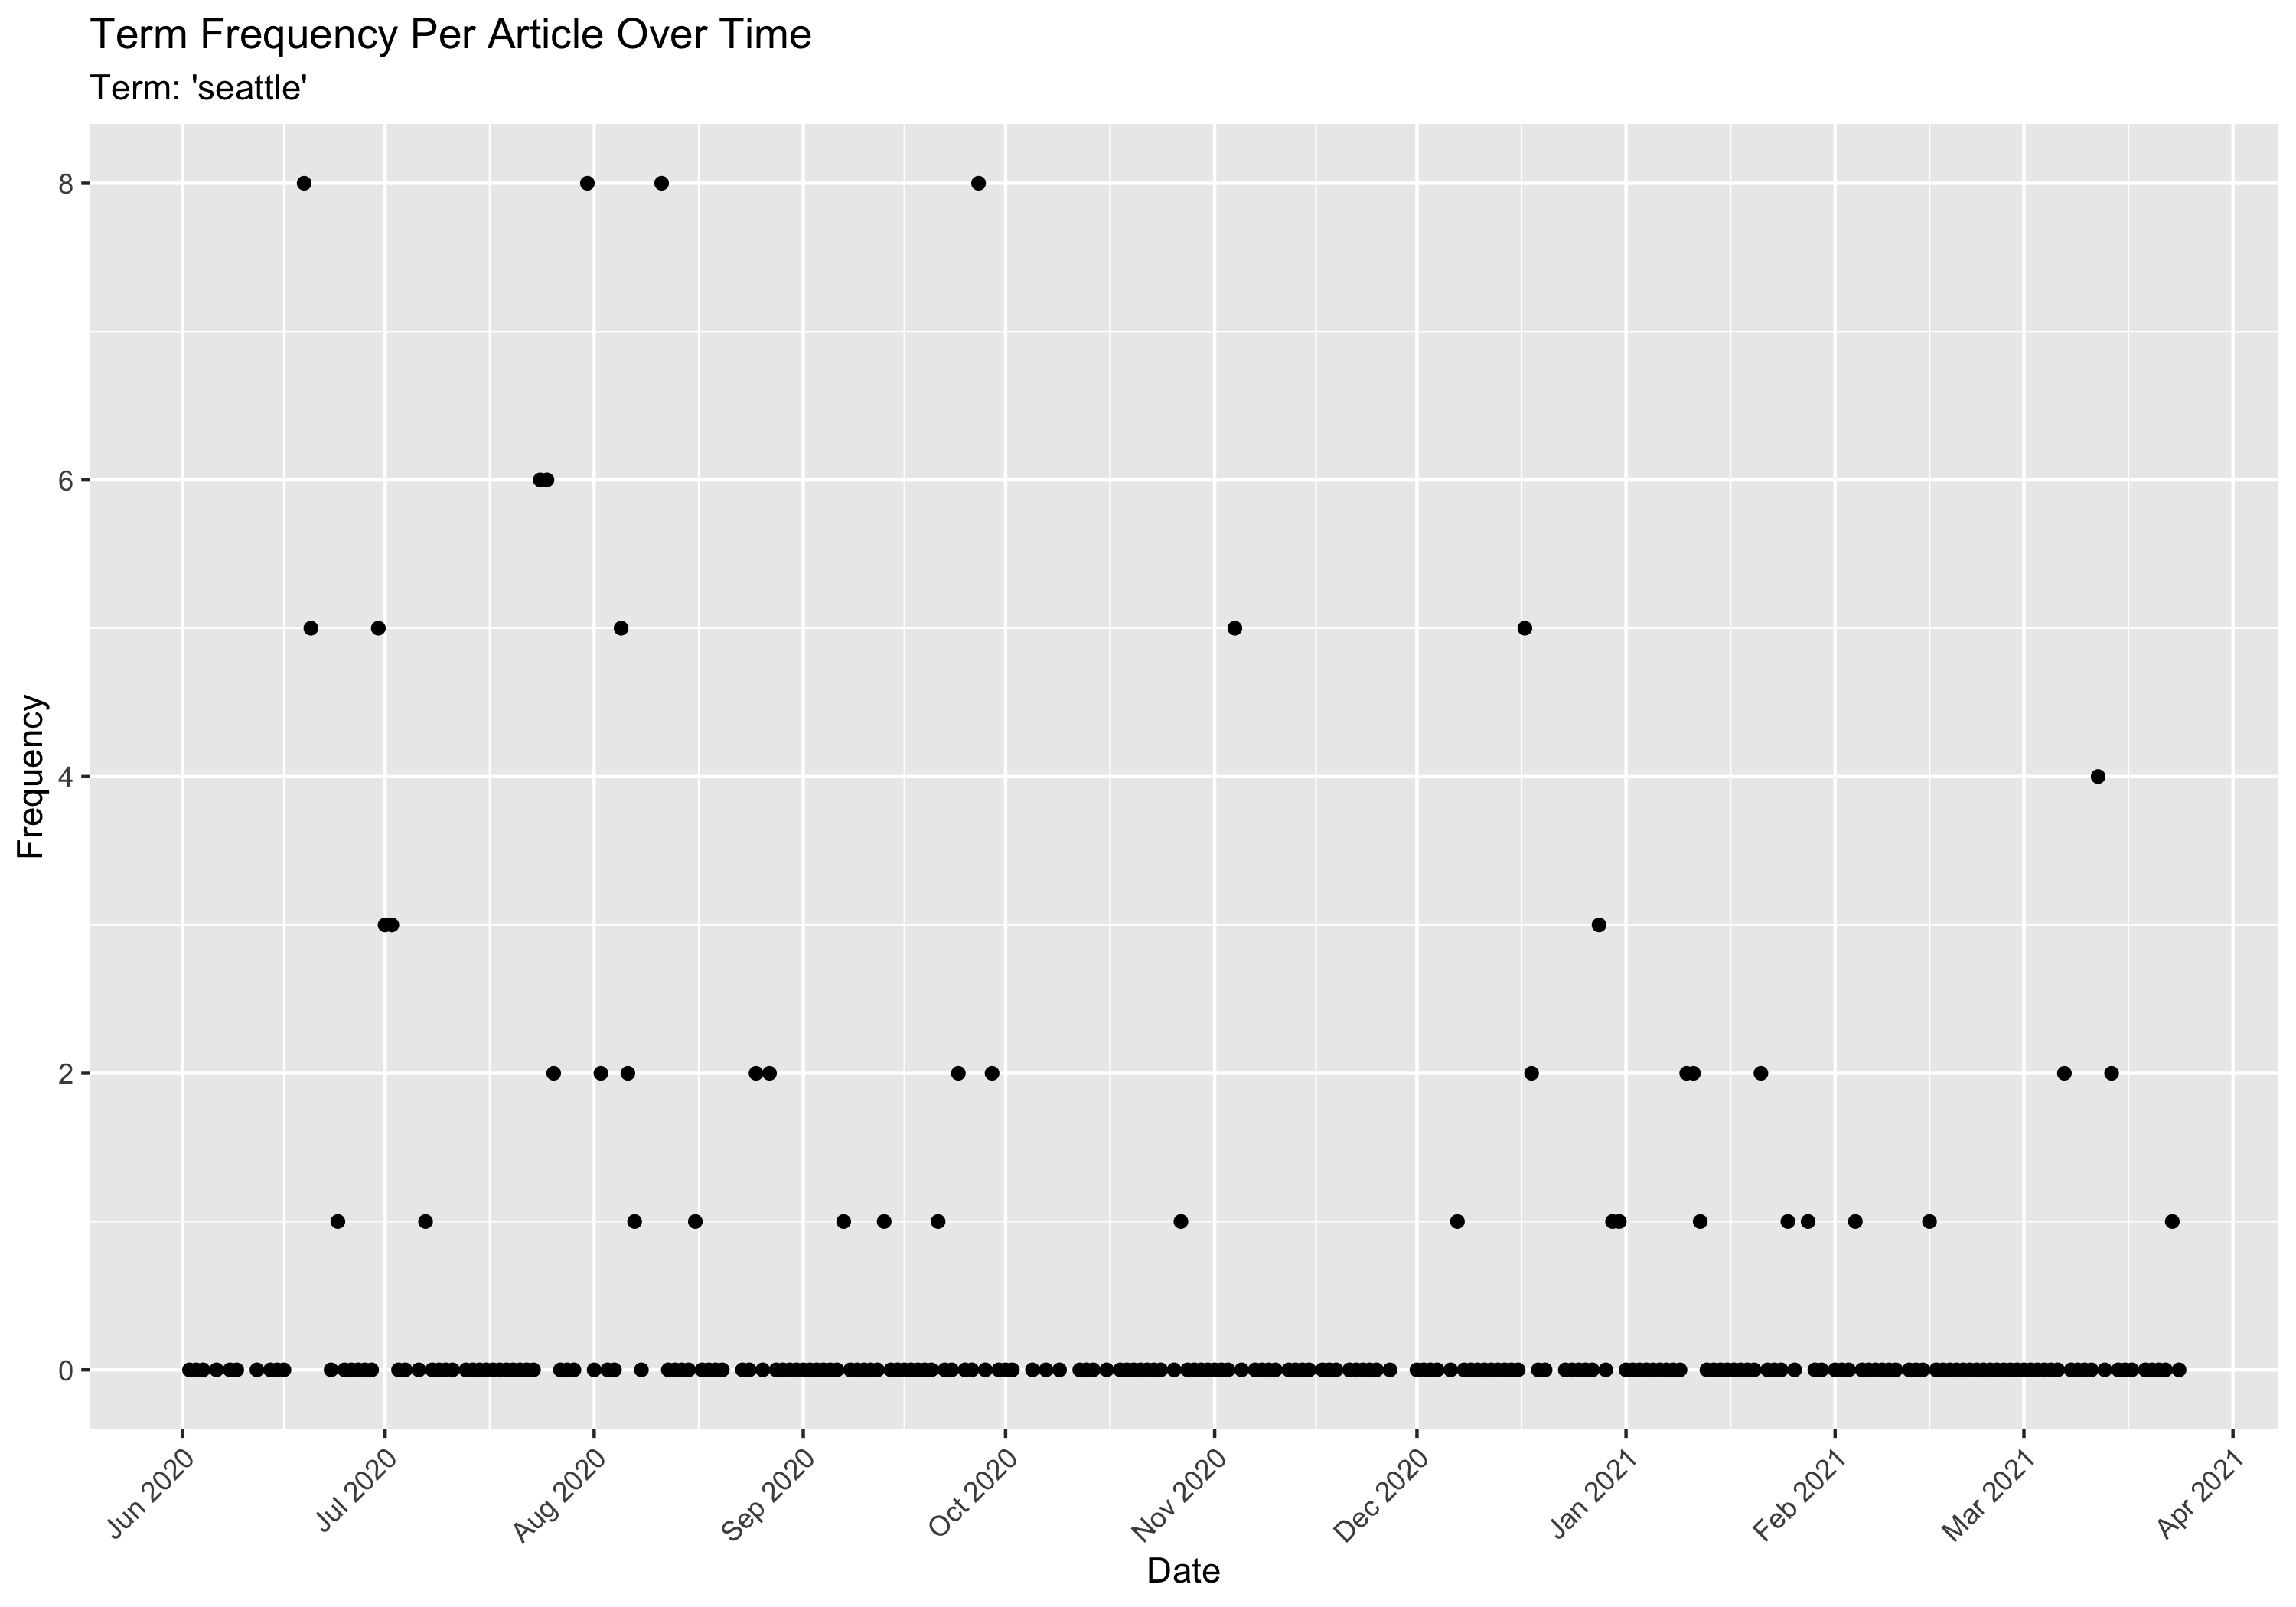 Term Frequency Per Article Over Time
Term: 'seattle'
8
6
4
2
0
Frequency
Jun 2020
Jul 2020
Aug 2020
Sep 2020
Oct 2020
Nov 2020
Dec 2020
Jan 2021
Feb 2021
Mar 2021
Apr 2021
Date